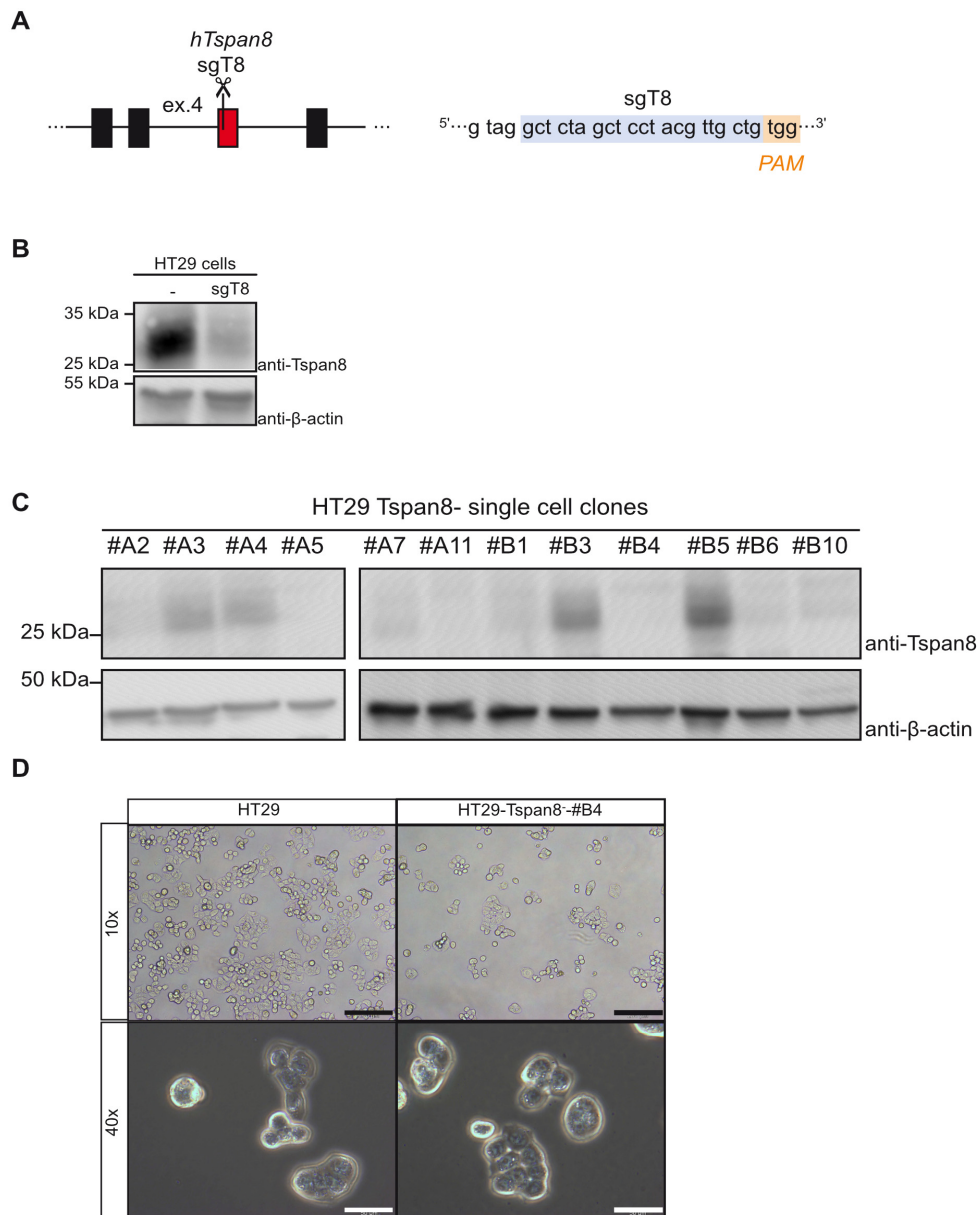 A
hTspan8
sgT8
ex.4
... ...
sgT8
5'...g tag gct cta gct cct acg ttg ctg tgg...3'
PAM
B
HT29 cells
- sgT8
35 kDa
25 kDa
anti-Tspan8
55 kDa
anti-β-actin
C
HT29 Tspan8- single cell clones
#A2 #A3 #A4 #A5 #A7 #A11 #B1 #B3 #B4 #B5 #B6 #B10
25 kDa
anti-Tspan8
50 kDa
anti-β-actin
D
HT29 HT29-Tspan8⁻-#B4
10x
40x